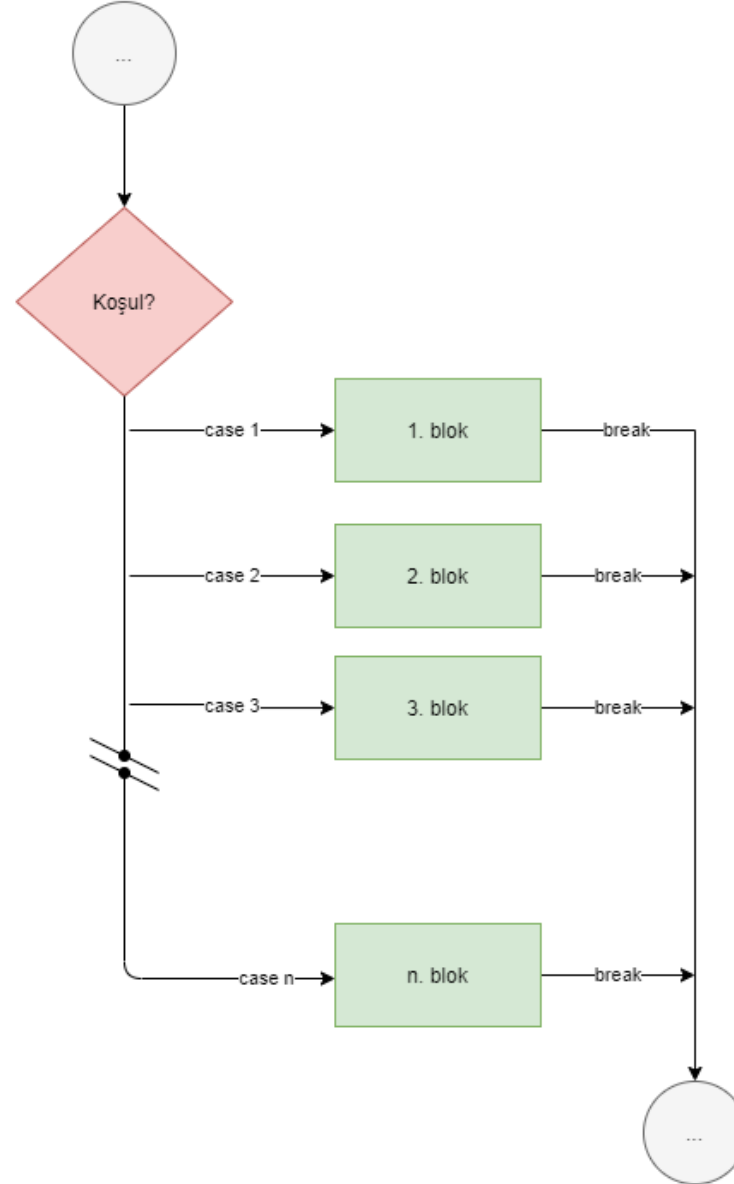 ...
Koşul?
case 1
1. blok
break
case 2
2. blok
break
case 3
3. blok
break
case n
n. blok
break
...